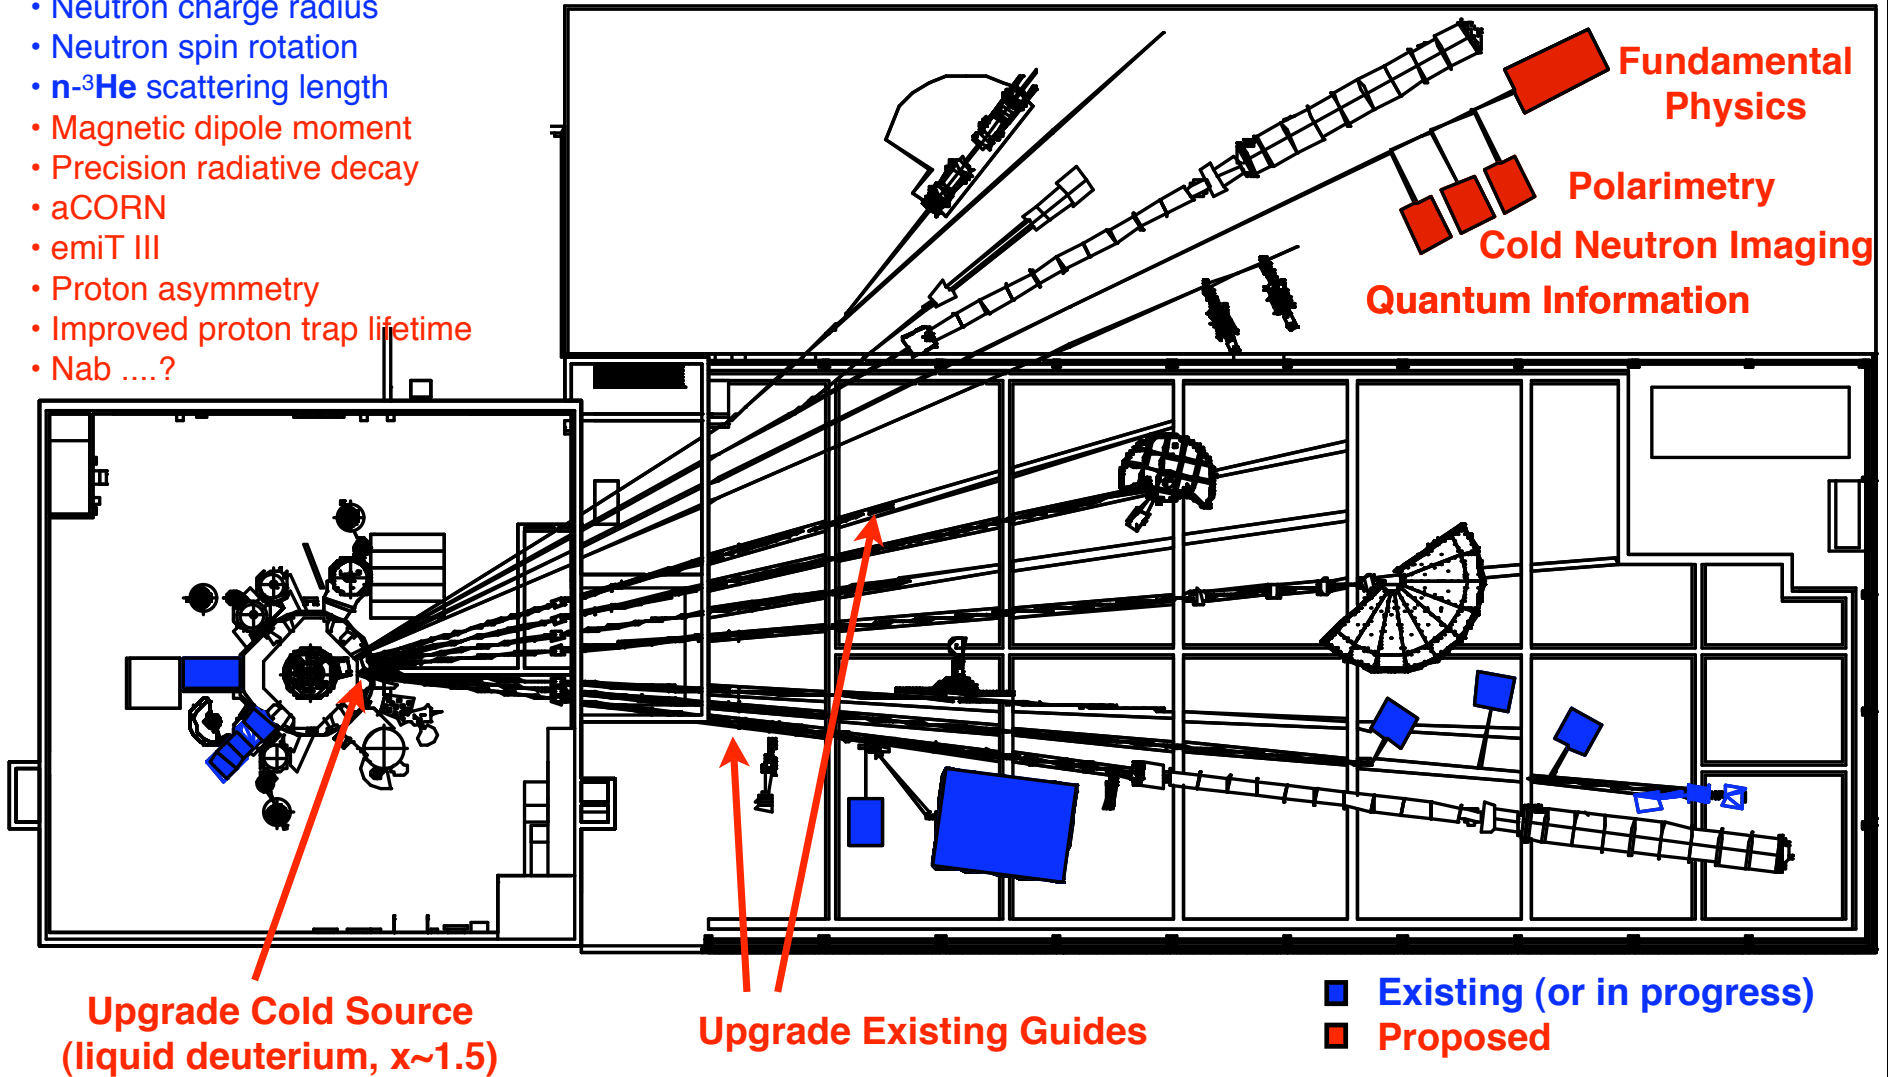 • Neutron charge radius
• Neutron spin rotation
• n-³He scattering length
• Magnetic dipole moment
• Precision radiative decay
• aCORN
• emiT III
• Proton asymmetry
• Improved proton trap lifetime
• Nab ....?
Fundamental
Physics
Polarimetry
Cold Neutron Imaging
Quantum Information
Upgrade Cold Source
(liquid deuterium, x~1.5)
Upgrade Existing Guides
Existing (or in progress)
Proposed